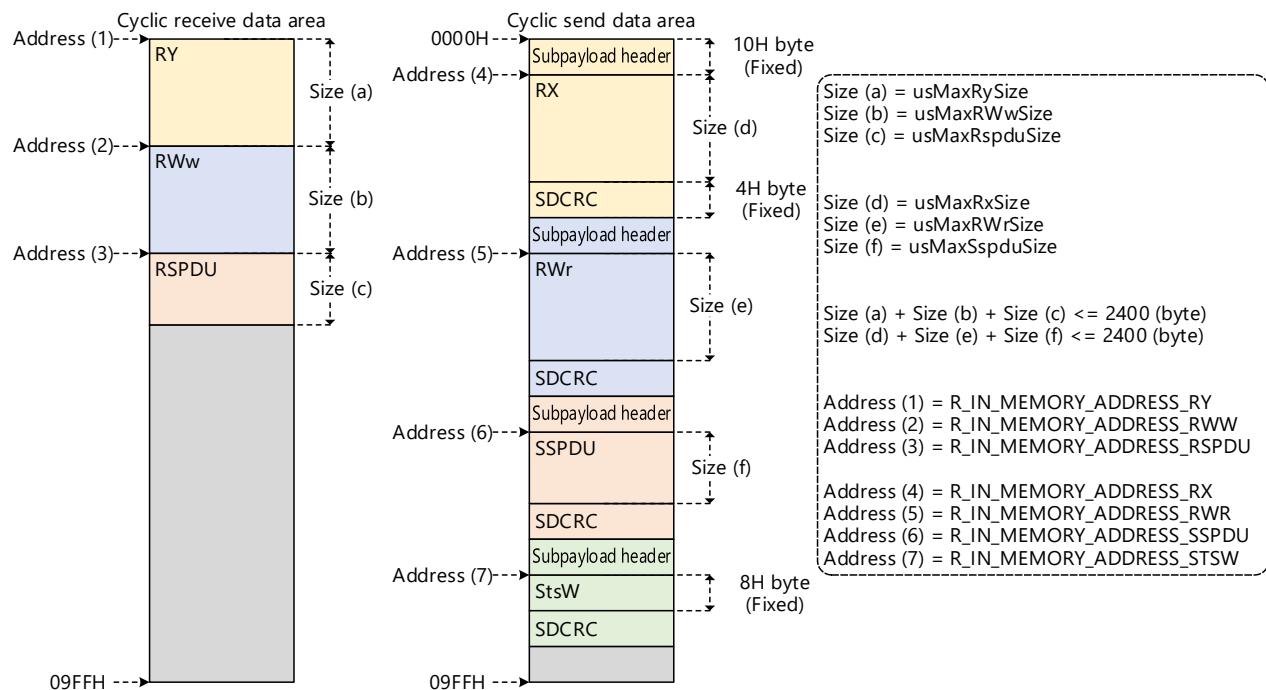 Cyclic receive data area
Address (1)
RY
Size (a)
Address (2)
RWw
Size (b)
Address (3)
RSPDU
Size (c)
09FFH
Cyclic send data area
0000H
Subpayload header
10H byte
(Fixed)
Address (4)
RX
Size (d)
SDCRC
4H byte
(Fixed)
Subpayload header
Address (5)
RWr
Size (e)
SDCRC
Subpayload header
Address (6)
SSPDU
Size (f)
SDCRC
Subpayload header
Address (7)
StsW
8H byte
(Fixed)
SDCRC
09FFH
Size (a) = usMaxRySize
Size (b) = usMaxRWwSize
Size (c) = usMaxRspduSize
Size (d) = usMaxRxSize
Size (e) = usMaxRWrSize
Size (f) = usMaxSspduSize
Size (a) + Size (b) + Size (c) <= 2400 (byte)
Size (d) + Size (e) + Size (f) <= 2400 (byte)
Address (1) = R_IN_MEMORY_ADDRESS_RY
Address (2) = R_IN_MEMORY_ADDRESS_RWW
Address (3) = R_IN_MEMORY_ADDRESS_RSPDU
Address (4) = R_IN_MEMORY_ADDRESS_RX
Address (5) = R_IN_MEMORY_ADDRESS_RWR
Address (6) = R_IN_MEMORY_ADDRESS_SSPDU
Address (7) = R_IN_MEMORY_ADDRESS_STSW